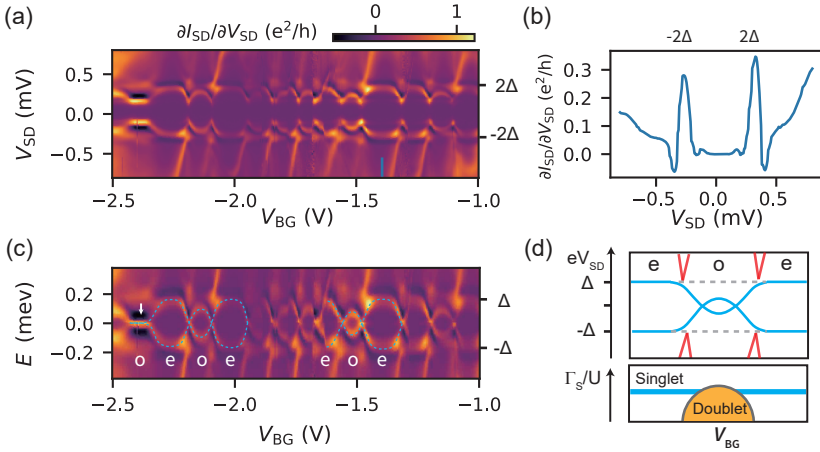 (a)
∂I_SD/∂V_SD (e²/h)
0 1
V_SD (mV)
0.5
0.0
−0.5
2Δ
-2Δ
−2.5 −2.0 −1.5 −1.0
V_BG (V)
(b)
-2Δ 2Δ
∂I_SD/∂V_SD (e²/h)
0.3
0.2
0.1
0.0
−0.5 0.0 0.5
V_SD (mV)
(c)
E (mev)
0.2
0.0
−0.2
Δ
-Δ
o e o e e o e
−2.5 −2.0 −1.5 −1.0
V_BG (V)
(d)
eV_SD
e o e
Δ
-Δ
Γ_S/U
Singlet
Doublet
V_BG